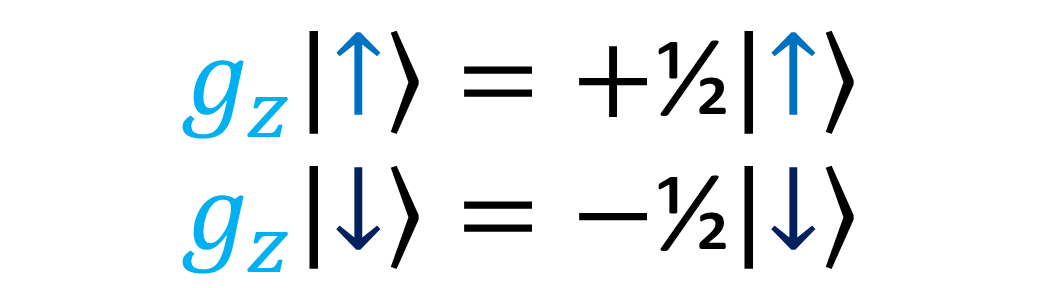 g_z|↑⟩ = +½|↑⟩
g_z|↓⟩ = −½|↓⟩